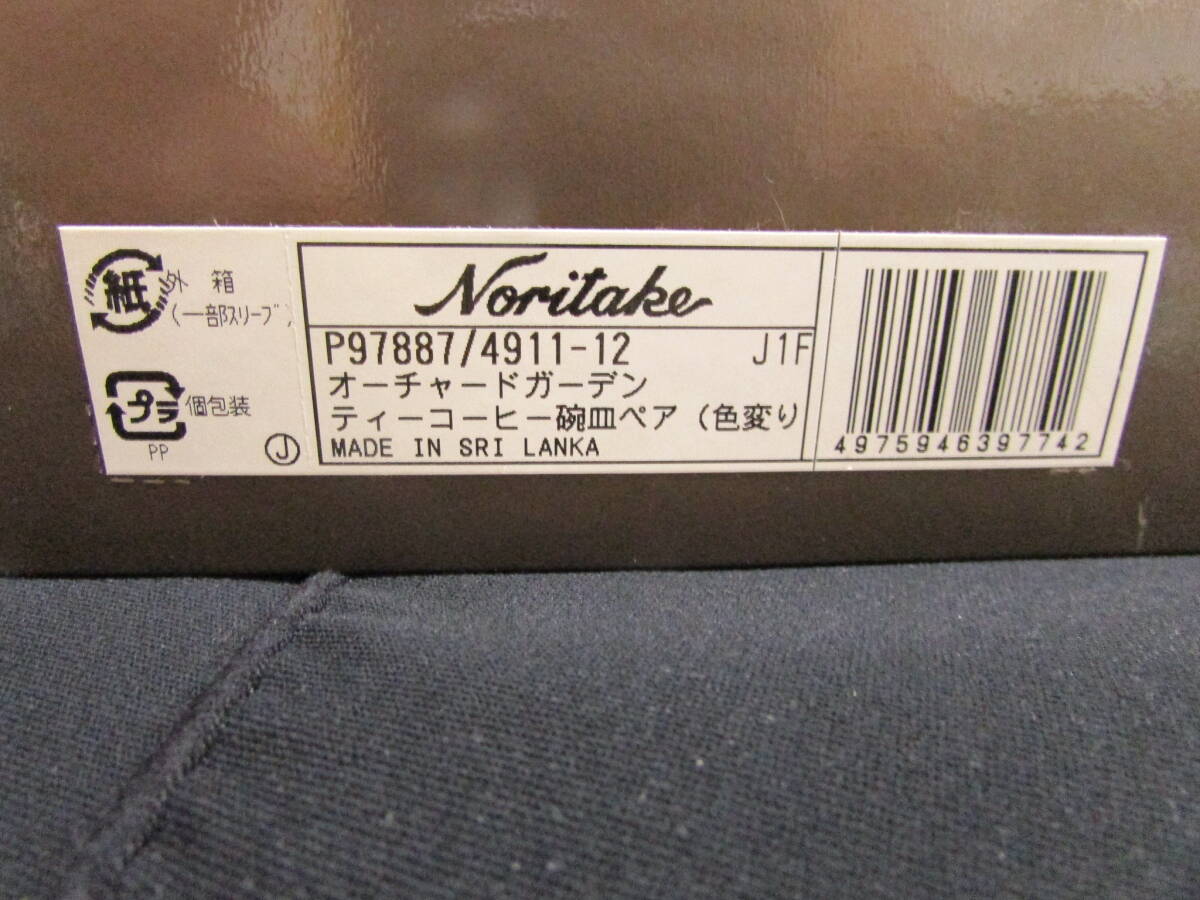 紙 外箱
(一部スリーブ)
プラ 個包装
PP
J
Noritake
P97887/4911-12 J1F
オーチャードガーデン
ティーコーヒー碗皿ペア (色変り
MADE IN SRI LANKA
4975946397742